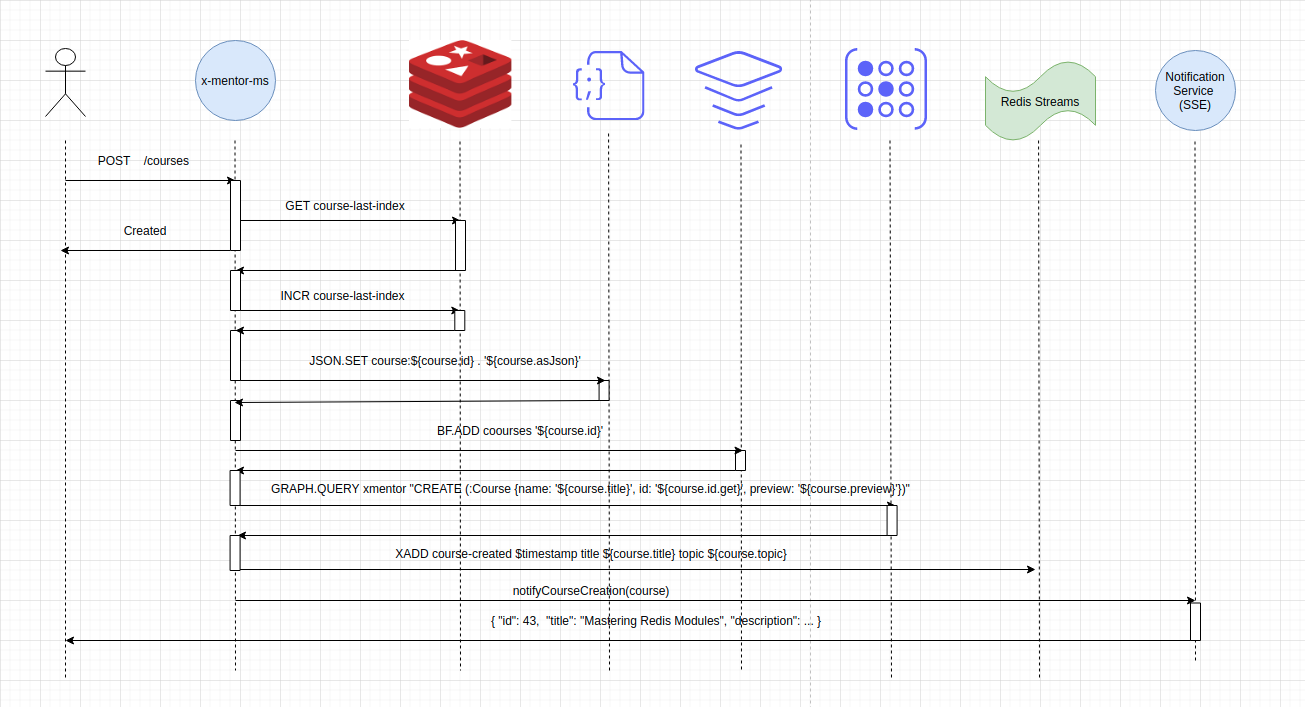 x-mentor-ms
Redis Streams
Notification
Service
(SSE)
POST /courses
GET course-last-index
Created
INCR course-last-index
JSON.SET course:${course.id} . '${course.asJson}'
BF.ADD coourses '${course.id}'
GRAPH.QUERY xmentor "CREATE (:Course {name: '${course.title}', id: '${course.id.get}', preview: '${course.preview}'})"
XADD course-created $timestamp title ${course.title} topic ${course.topic}
notifyCourseCreation(course)
{ "id": 43, "title": "Mastering Redis Modules", "description": ... }